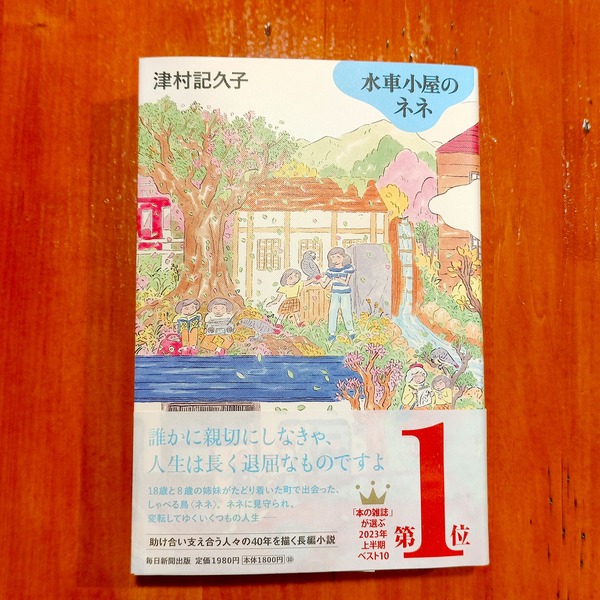 津村記久子
水車小屋の
ネネ
誰かに親切にしなきゃ、
人生は長く退屈なものですよ
18歳と8歳の姉妹がたどり着いた町で出会った、
しゃべる鳥〈ネネ〉。ネネに見守られ、
変転してゆくいくつもの人生――
助け合い支え合う人々の40年を描く長編小説
毎日新聞出版 定価1980円 本体1800円⑩
「本の雑誌」
が選ぶ
2023年
上半期
ベスト10
第1位